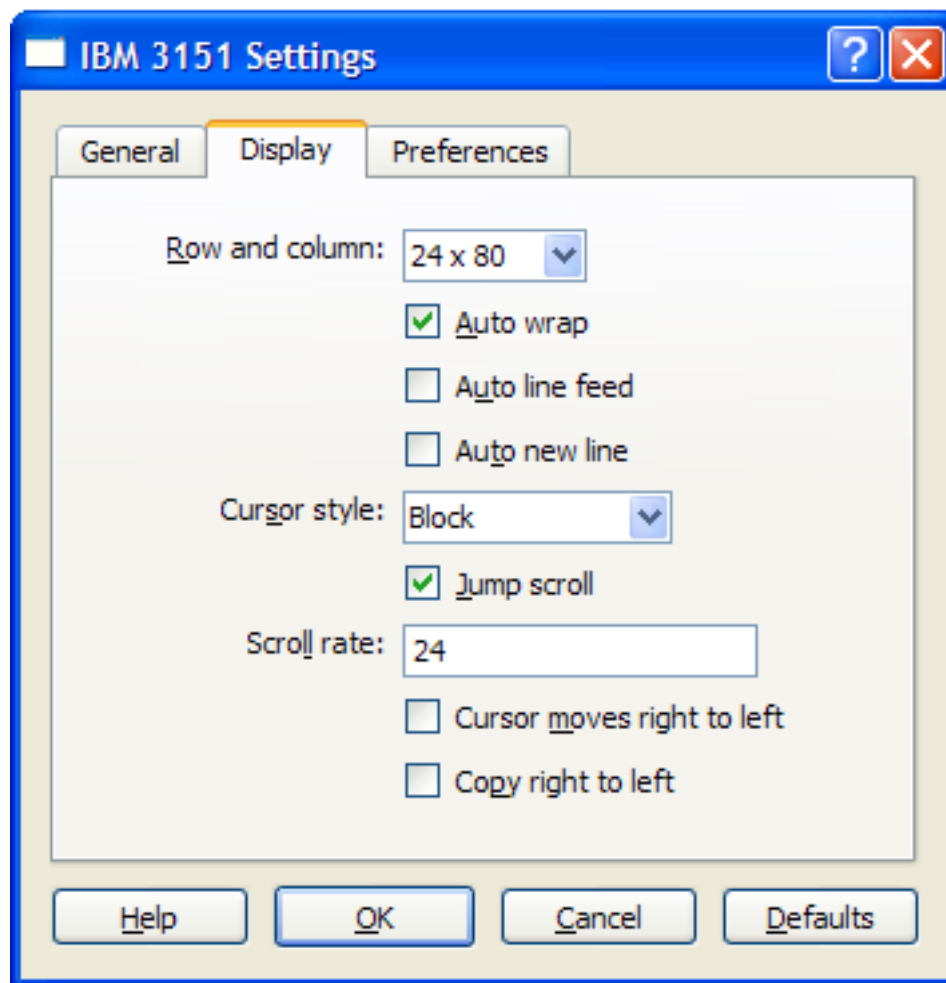 IBM 3151 Settings
General Display Preferences
Row and column: 24 x 80
Auto wrap
Auto line feed
Auto new line
Cursor style: Block
Jump scroll
Scroll rate: 24
Cursor moves right to left
Copy right to left
Help OK Cancel Defaults